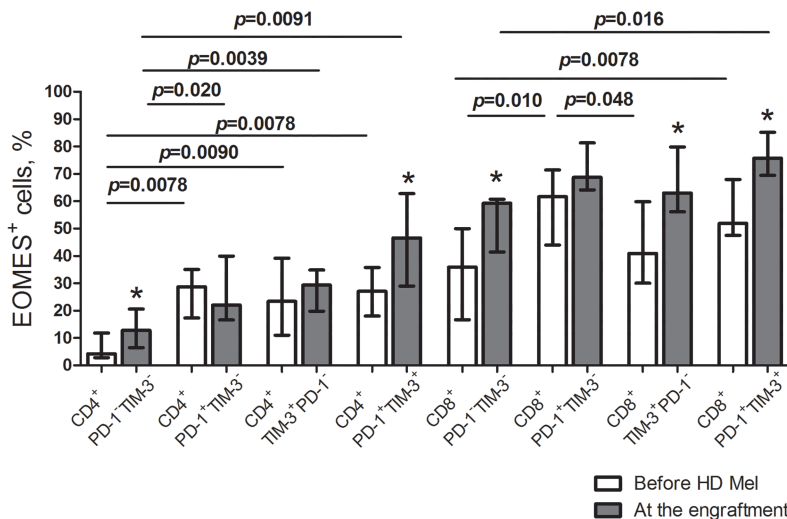 p=0.0091
p=0.016
p=0.0039
p=0.0078
p=0.020
p=0.010
p=0.048
p=0.0078
p=0.0090
p=0.0078
EOMES⁺ cells, %
100
90
80
70
60
50
40
30
20
10
0
*
*
*
*
*
CD4⁺
PD-1⁻TIM-3⁻
CD4⁺
PD-1⁺TIM-3⁻
CD4⁺
TIM-3⁺PD-1⁻
CD4⁺
PD-1⁺TIM-3⁺
CD8⁺
PD-1⁻TIM-3⁻
CD8⁺
PD-1⁺TIM-3⁻
CD8⁺
TIM-3⁺PD-1⁻
CD8⁺
PD-1⁺TIM-3⁺
Before HD Mel
At the engraftment